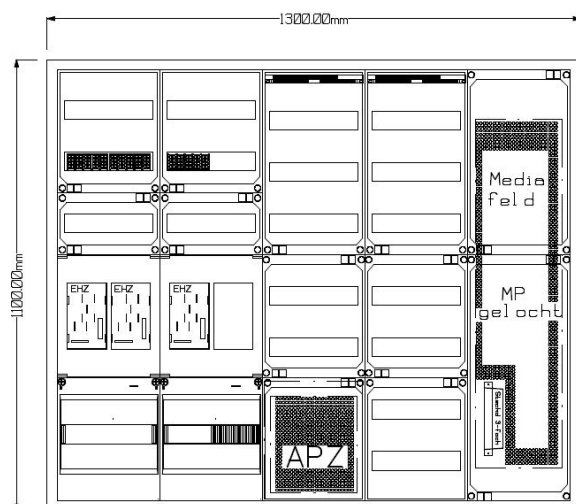 1300.00mm
1100.00mm
Media
feld
EHZ
EHZ
EHZ
MP
gelocht
APZ